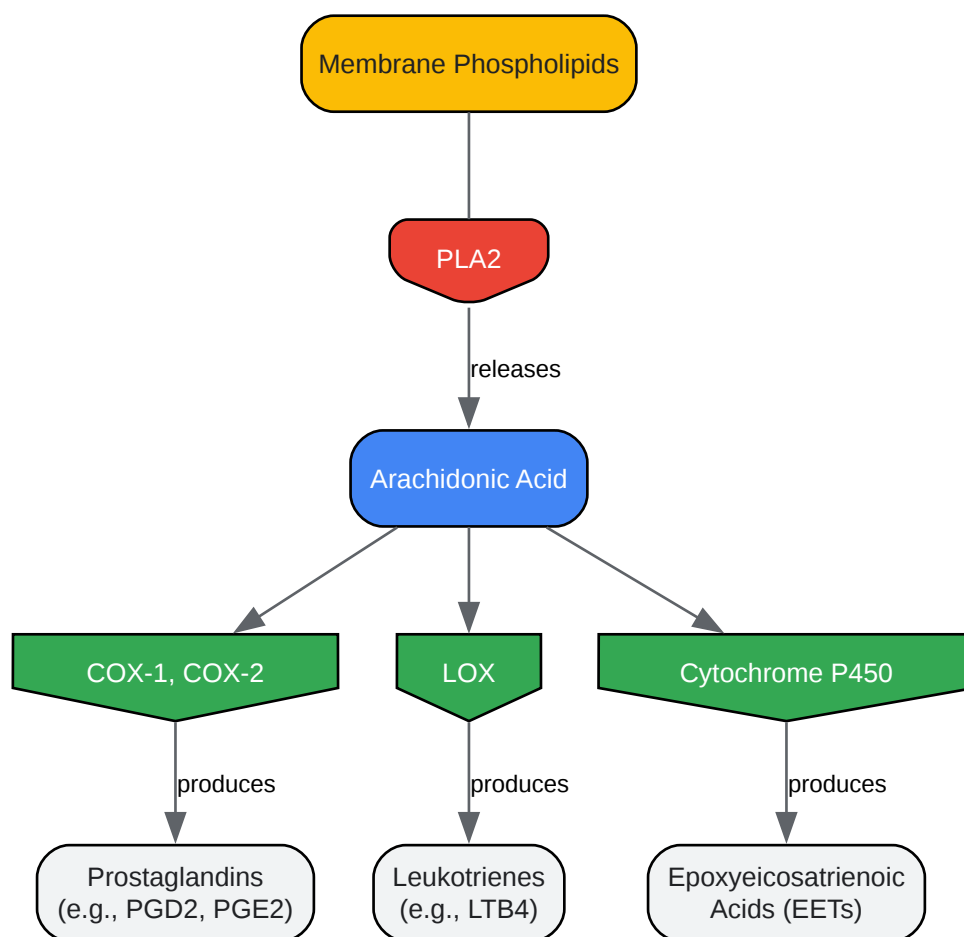 Membrane Phospholipids
PLA2
releases
Arachidonic Acid
COX-1, COX-2
LOX
Cytochrome P450
produces
produces
produces
Prostaglandins
(e.g., PGD2, PGE2)
Leukotrienes
(e.g., LTB4)
Epoxyeicosatrienoic
Acids (EETs)